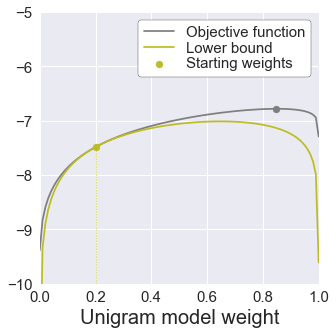 −5
−6
−7
−8
−9
−10
Objective function
Lower bound
Starting weights
0.0 0.2 0.4 0.6 0.8 1.0
Unigram model weight